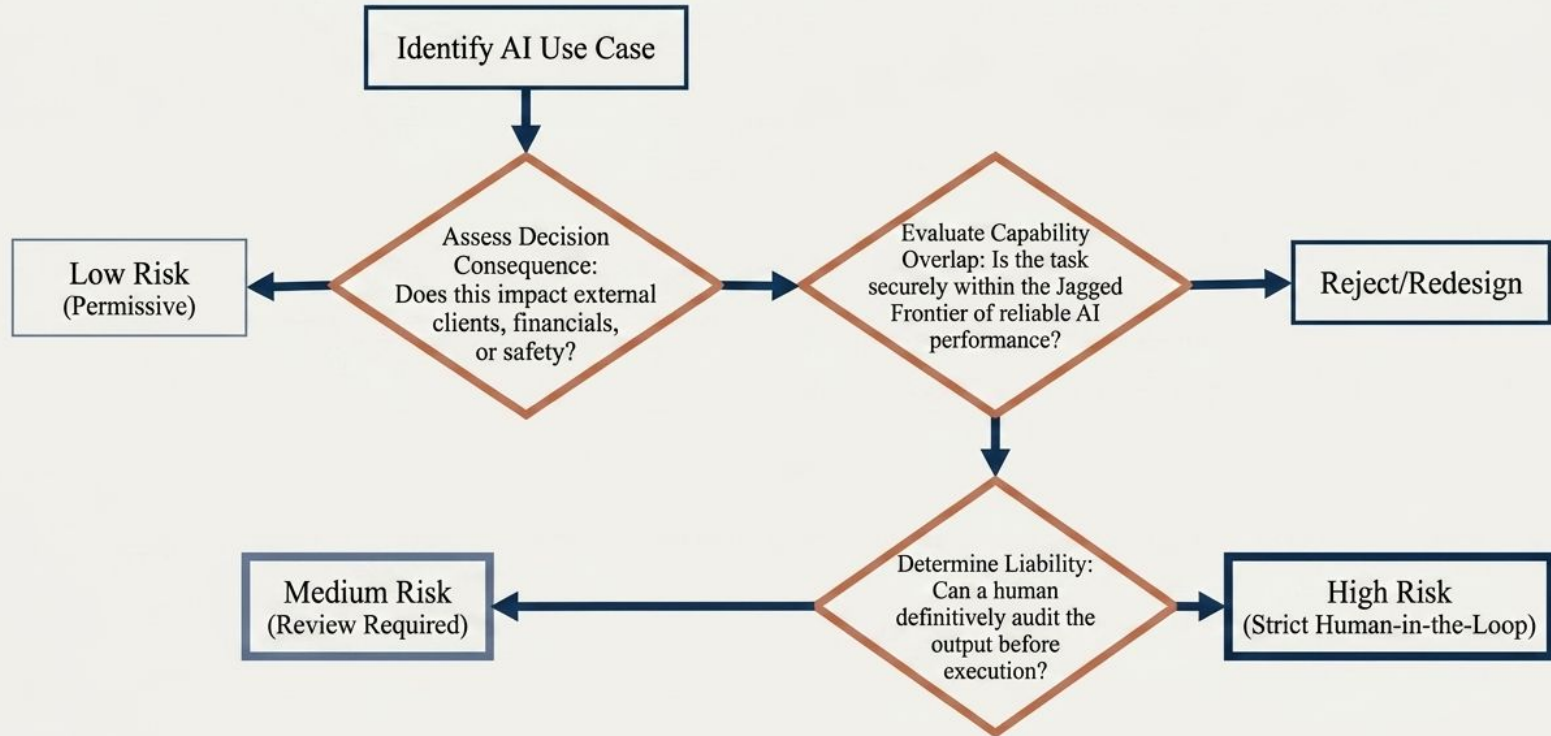 Identify AI Use Case
Assess Decision
Consequence:
Does this impact external
clients, financials,
or safety?
Low Risk
(Permissive)
Evaluate Capability
Overlap: Is the task
securely within the Jagged
Frontier of reliable AI
performance?
Reject/Redesign
Determine Liability:
Can a human
definitively audit the
output before
execution?
Medium Risk
(Review Required)
High Risk
(Strict Human-in-the-Loop)